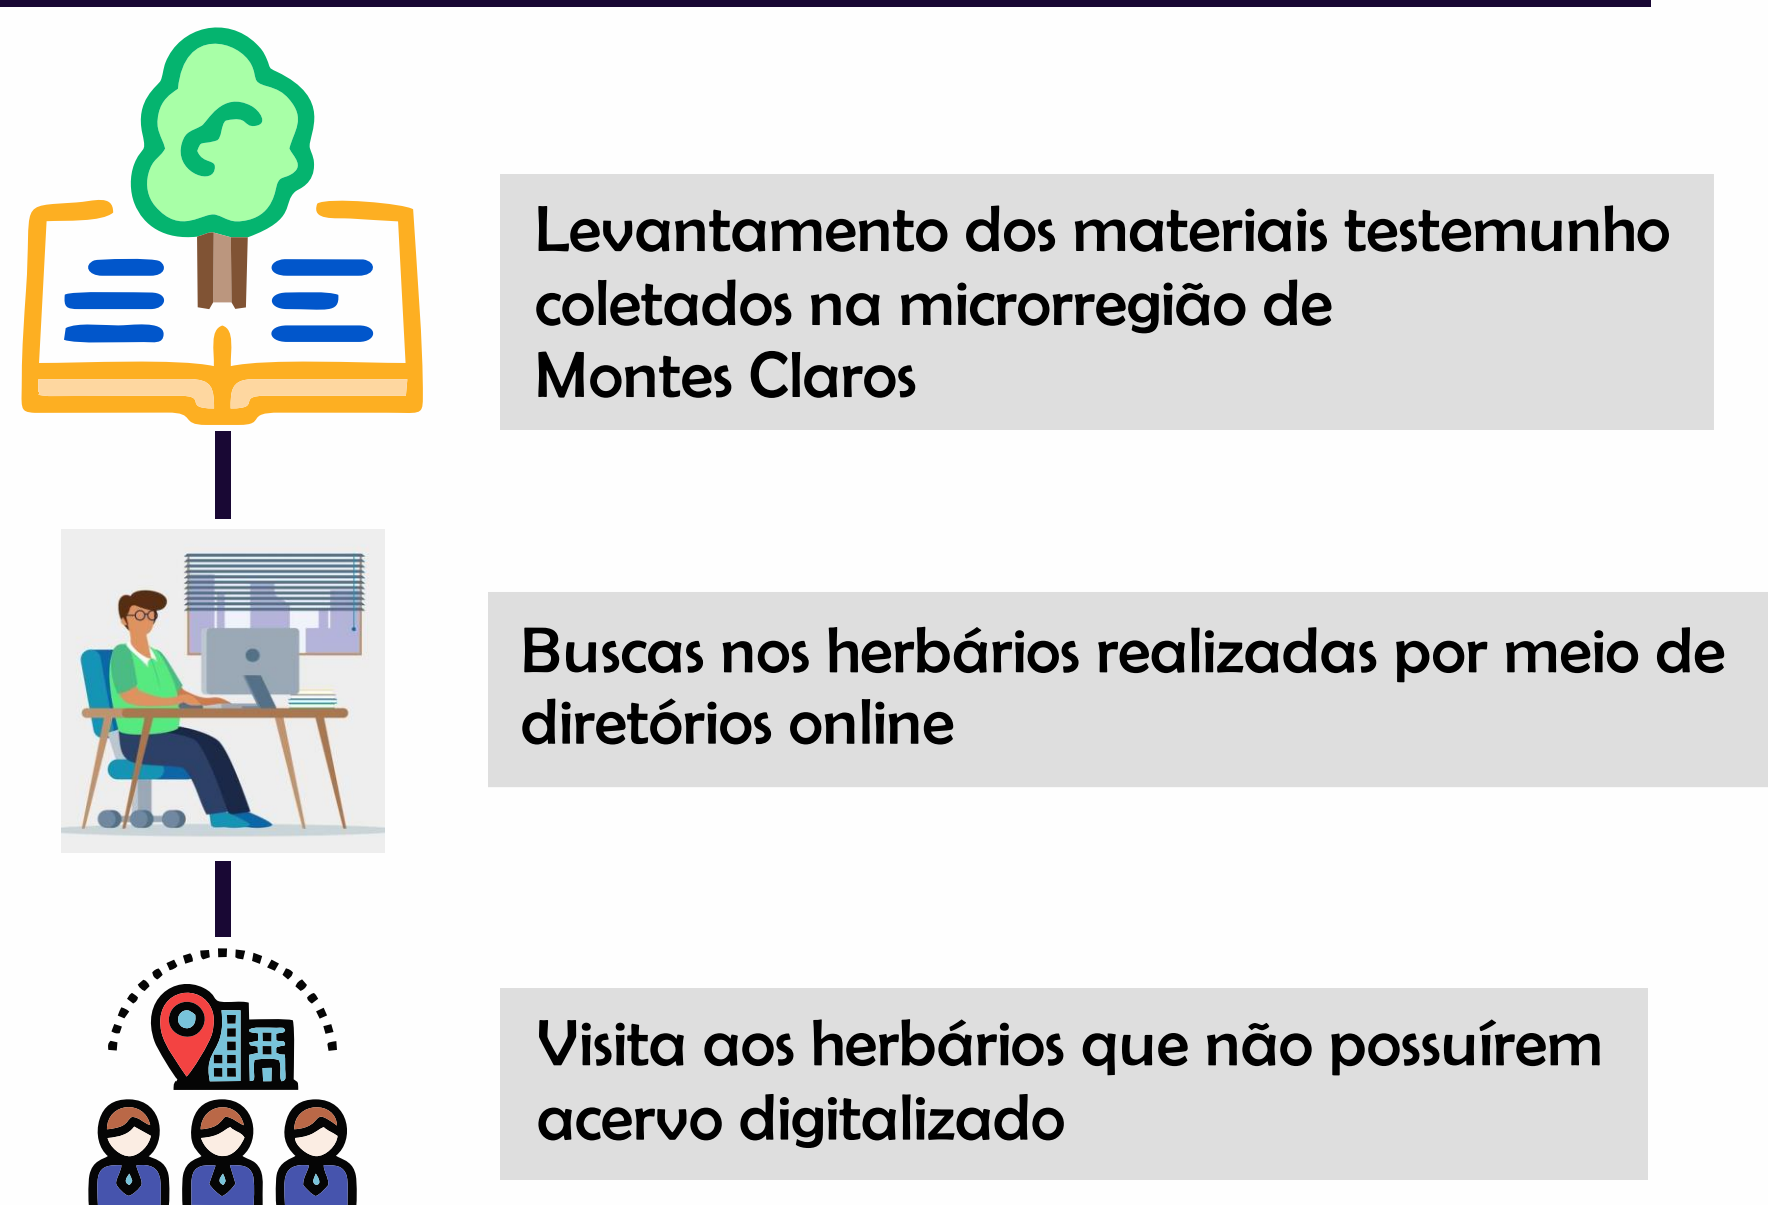 Levantamento dos materiais testemunho
coletados na microrregião de
Montes Claros
Buscas nos herbários realizadas por meio de
diretórios online
Visita aos herbários que não possuírem
acervo digitalizado